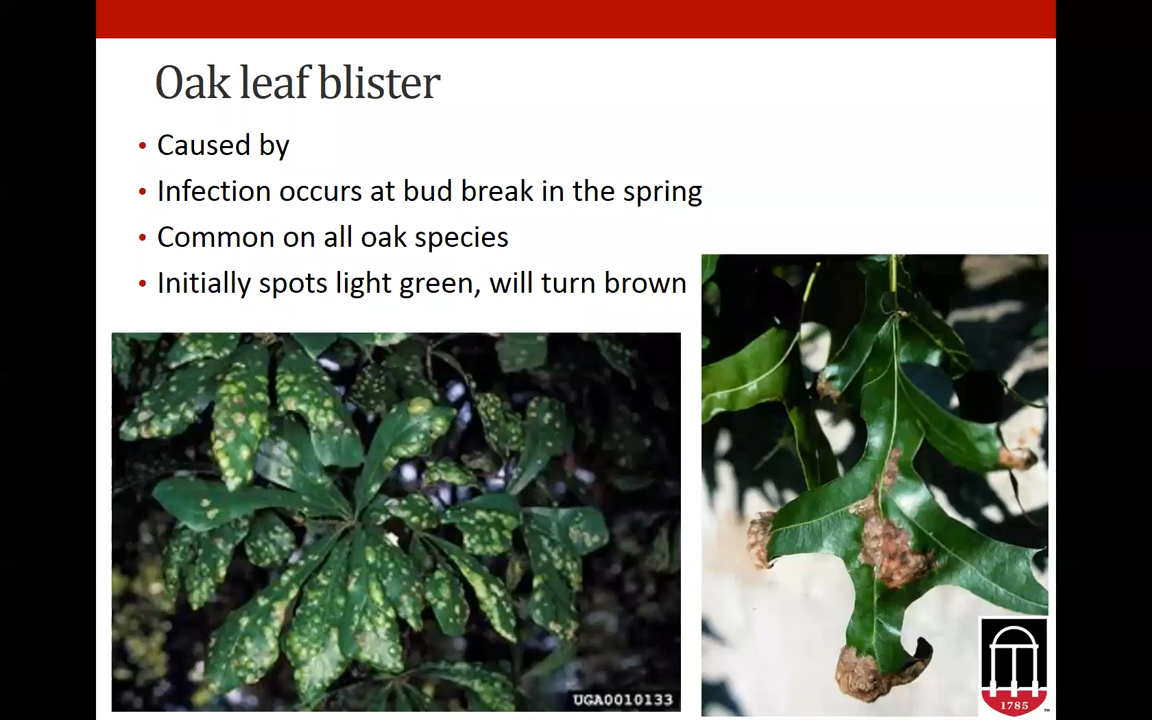 Oak leaf blister
• Caused by
• Infection occurs at bud break in the spring
• Common on all oak species
• Initially spots light green, will turn brown
UGA0010133
1785